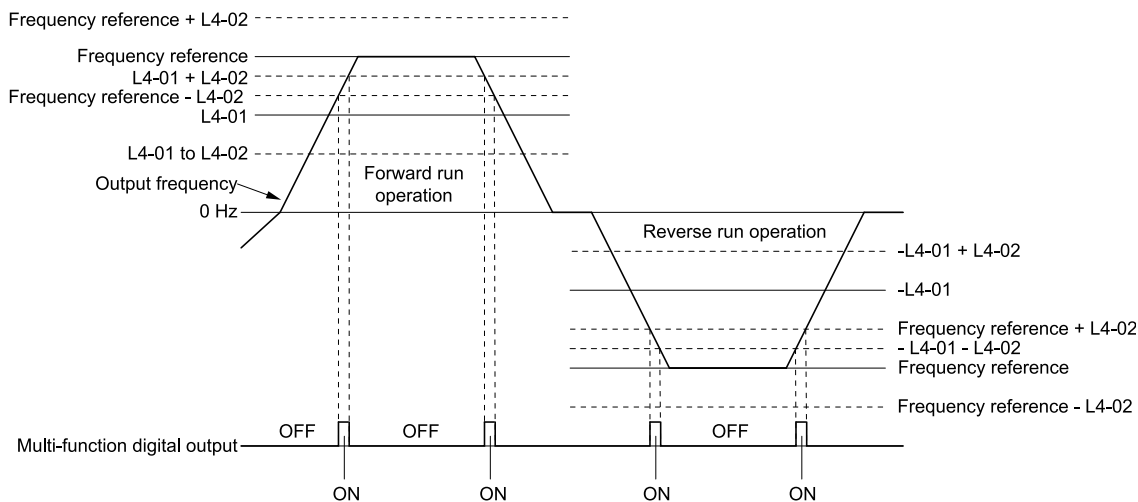 Frequency reference + L4-02
Frequency reference
L4-01 + L4-02
Frequency reference - L4-02
L4-01
L4-01 to L4-02
Output frequency
Forward run
operation
0 Hz
Reverse run operation
-L4-01 + L4-02
-L4-01
Frequency reference + L4-02
- L4-01 - L4-02
Frequency reference
Frequency reference - L4-02
Multi-function digital output
OFF
OFF
OFF
ON
ON
ON
ON